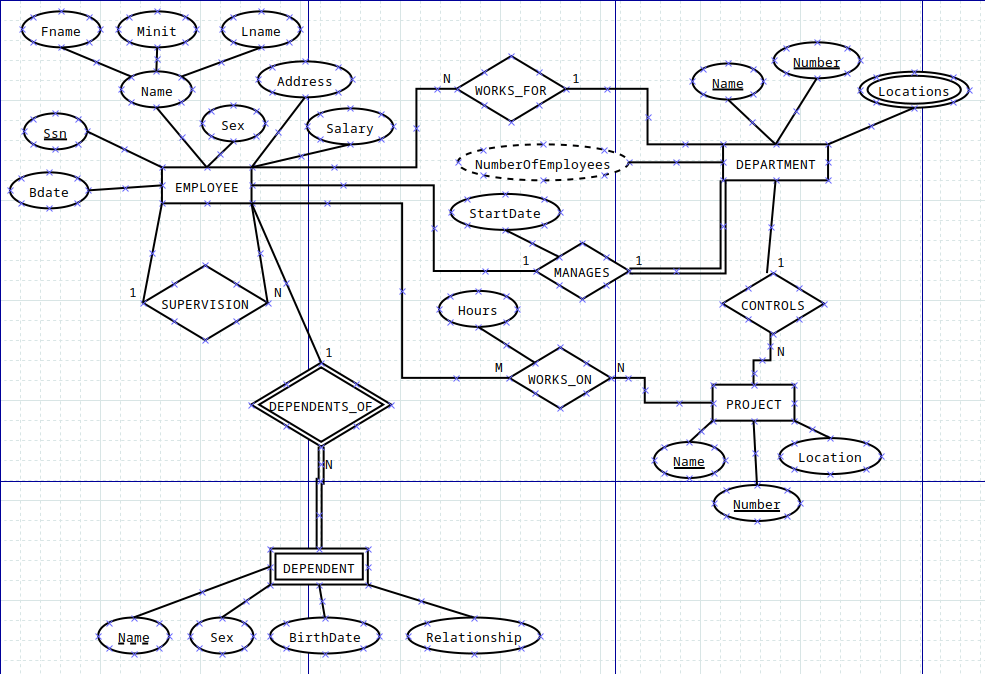 Fname
Minit
Lname
Name
Address
Ssn
Sex
Salary
Bdate
EMPLOYEE
N
WORKS_FOR
1
Name
Number
Locations
NumberOfEmployees
DEPARTMENT
StartDate
1
MANAGES
1
1
SUPERVISION
N
Hours
1
CONTROLS
N
1
M
WORKS_ON
N
DEPENDENTS_OF
N
PROJECT
Name
Location
Number
DEPENDENT
Name
Sex
BirthDate
Relationship